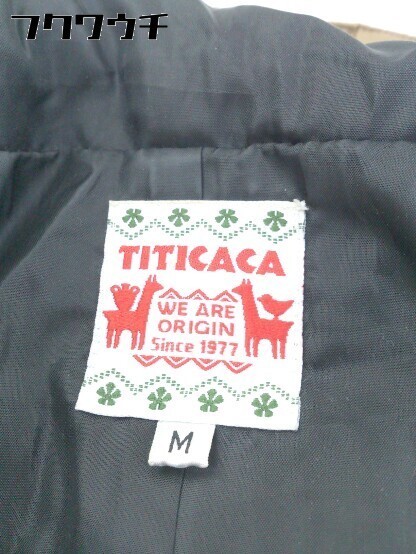 フクワウチ
TITICACA
WE ARE
ORIGIN
Since 1977
M